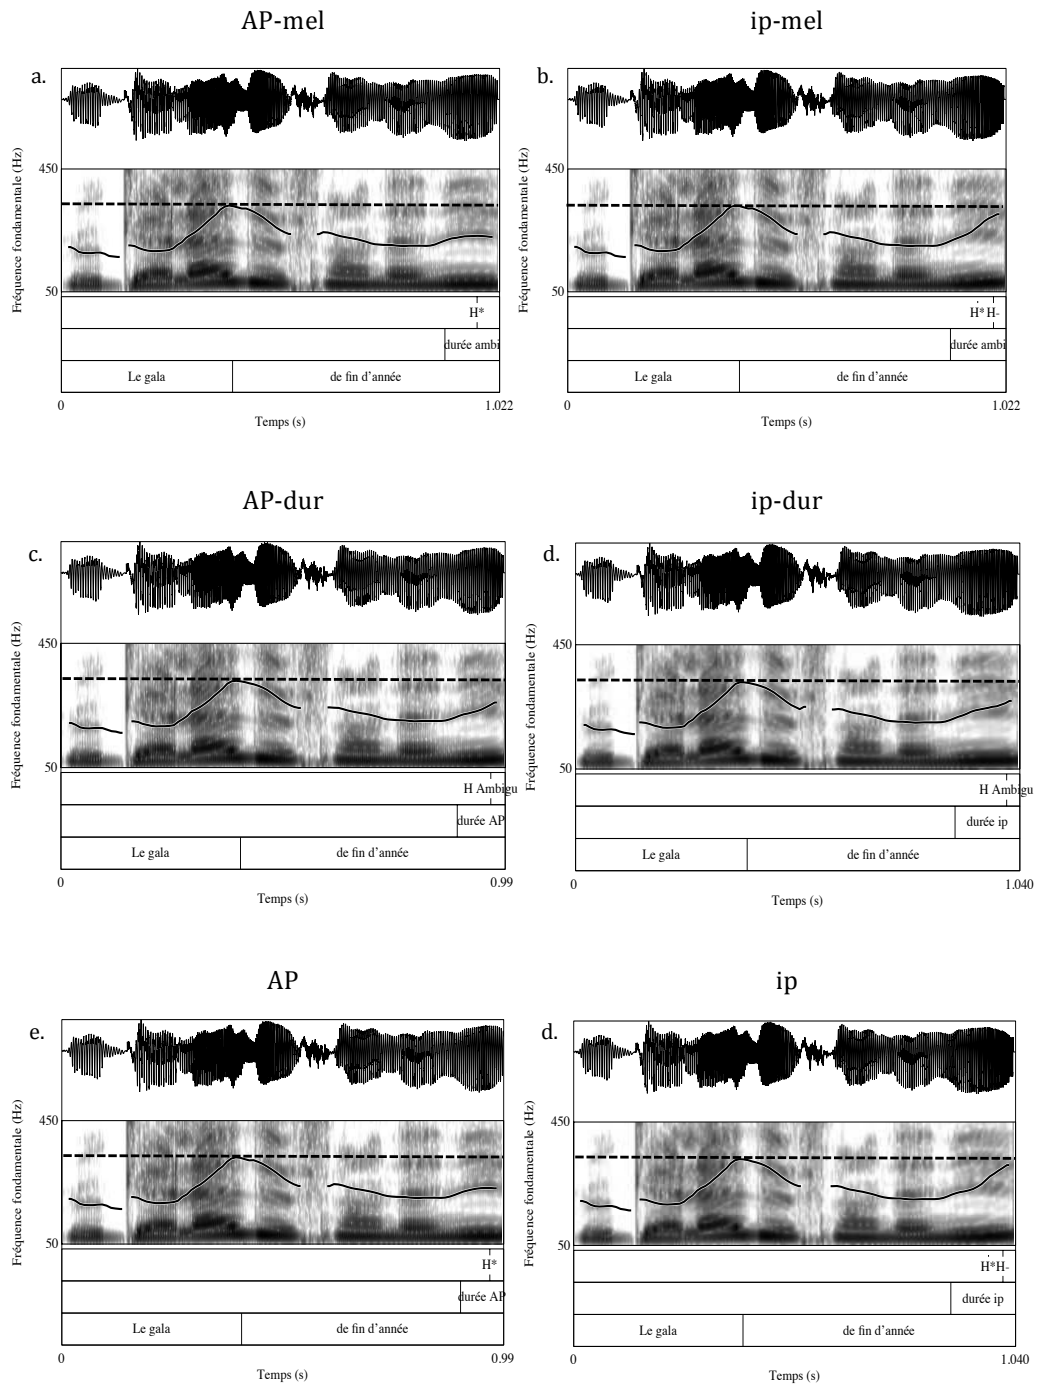 AP-mel
a.
Fréquence fondamentale (Hz)
450
50
H*
durée ambi
Le gala
de fin d'année
0
1.022
Temps (s)
ip-mel
b.
Fréquence fondamentale (Hz)
450
50
H* H-
durée ambi
Le gala
de fin d'année
0
1.022
Temps (s)
AP-dur
c.
Fréquence fondamentale (Hz)
450
50
H Ambigu
durée AP
Le gala
de fin d'année
0
0.99
Temps (s)
ip-dur
d.
Fréquence fondamentale (Hz)
450
50
H Ambigu
durée ip
Le gala
de fin d'année
0
1.040
Temps (s)
AP
e.
Fréquence fondamentale (Hz)
450
50
H*
durée AP
Le gala
de fin d'année
0
0.99
Temps (s)
ip
d.
Fréquence fondamentale (Hz)
450
50
H*H-
durée ip
Le gala
de fin d'année
0
1.040
Temps (s)